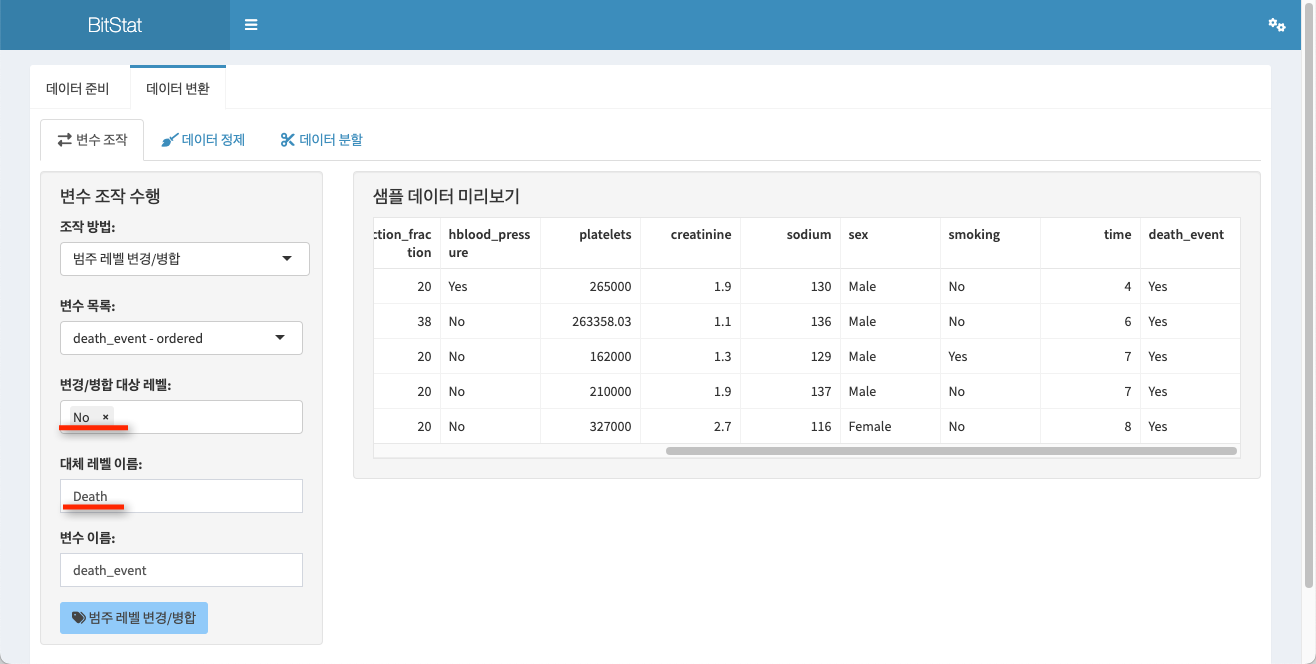 BitStat
데이터 준비 데이터 변환
변수 조작 데이터 정제 데이터 분할
변수 조작 수행
조작 방법:
범주 레벨 변경/병합
변수 목록:
death_event - ordered
변경/병합 대상 레벨:
No ×
대체 레벨 이름:
Death
변수 이름:
death_event
범주 레벨 변경/병합
샘플 데이터 미리보기
ction_frac hblood_press platelets creatinine sodium sex smoking time death_event
tion ure
20 Yes 265000 1.9 130 Male No 4 Yes
38 No 263358.03 1.1 136 Male No 6 Yes
20 No 162000 1.3 129 Male Yes 7 Yes
20 No 210000 1.9 137 Male No 7 Yes
20 No 327000 2.7 116 Female No 8 Yes